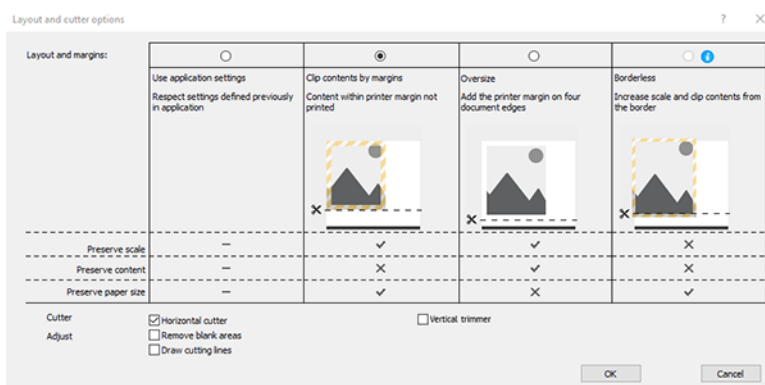 Layout and cutter options
Layout and margins:
Use application settings
Respect settings defined previously
in application
Clip contents by margins
Content within printer margin not
printed
Oversize
Add the printer margin on four
document edges
Borderless
Increase scale and clip contents from
the border
Preserve scale
Preserve content
Preserve paper size
Cutter
Horizontal cutter
Vertical trimmer
Adjust
Remove blank areas
Draw cutting lines
OK
Cancel